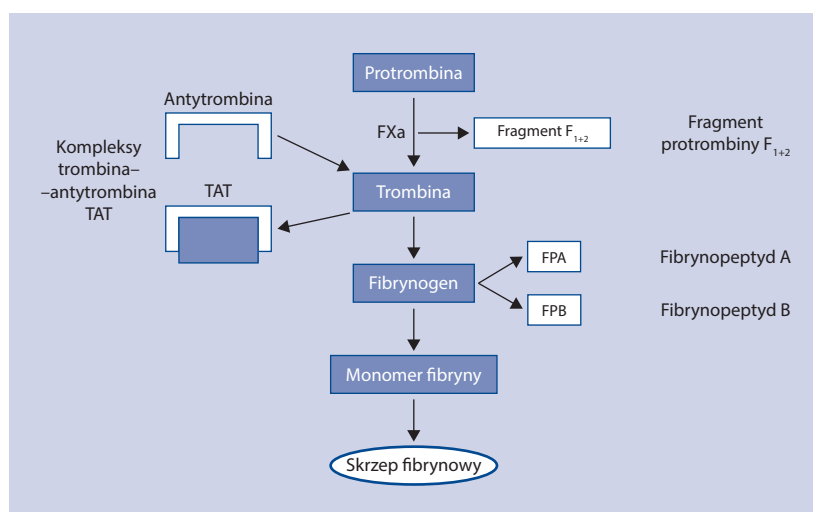 Protrombina
Antytrombina
FXa
Fragment F1+2
Fragment
protrombiny F1+2
Kompleksy
trombina–
–antytrombina
TAT
TAT
Trombina
Fibrynogen
FPA
Fibrynopeptyd A
FPB
Fibrynopeptyd B
Monomer fibryny
Skrzep fibrynowy